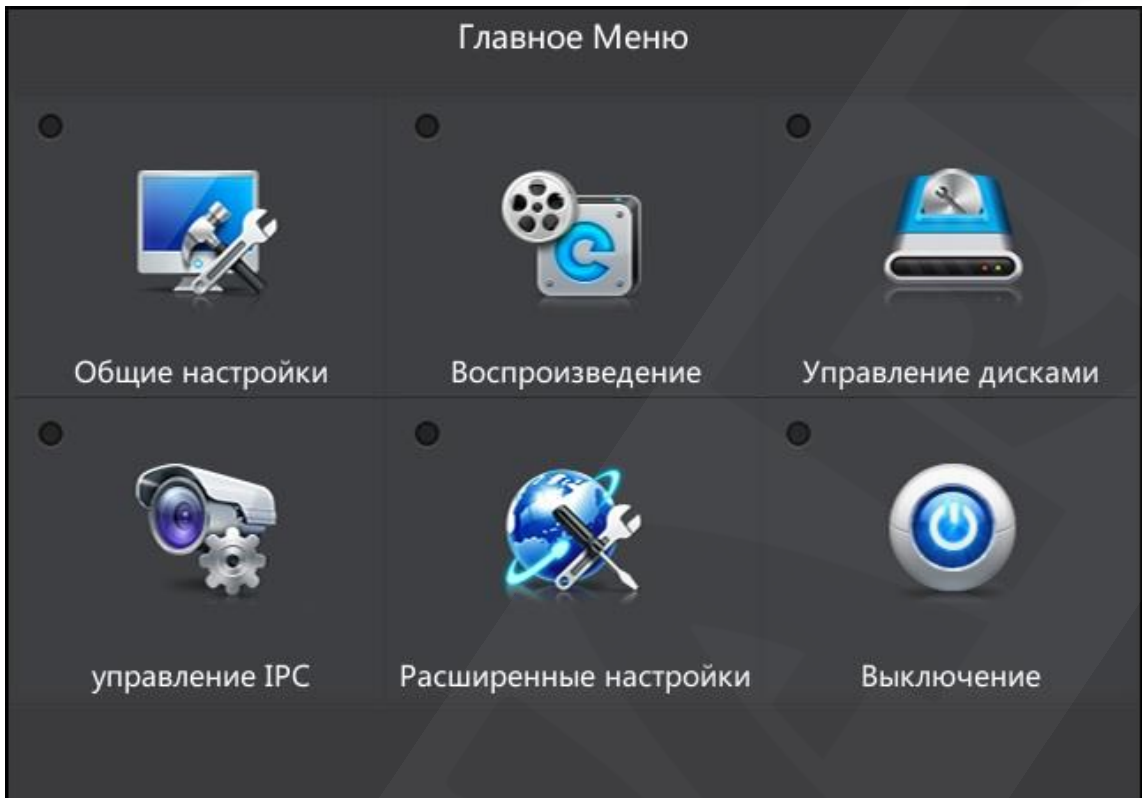 Главное Меню
Общие настройки
Воспроизведение
Управление дисками
управление IPC
Расширенные настройки
Выключение